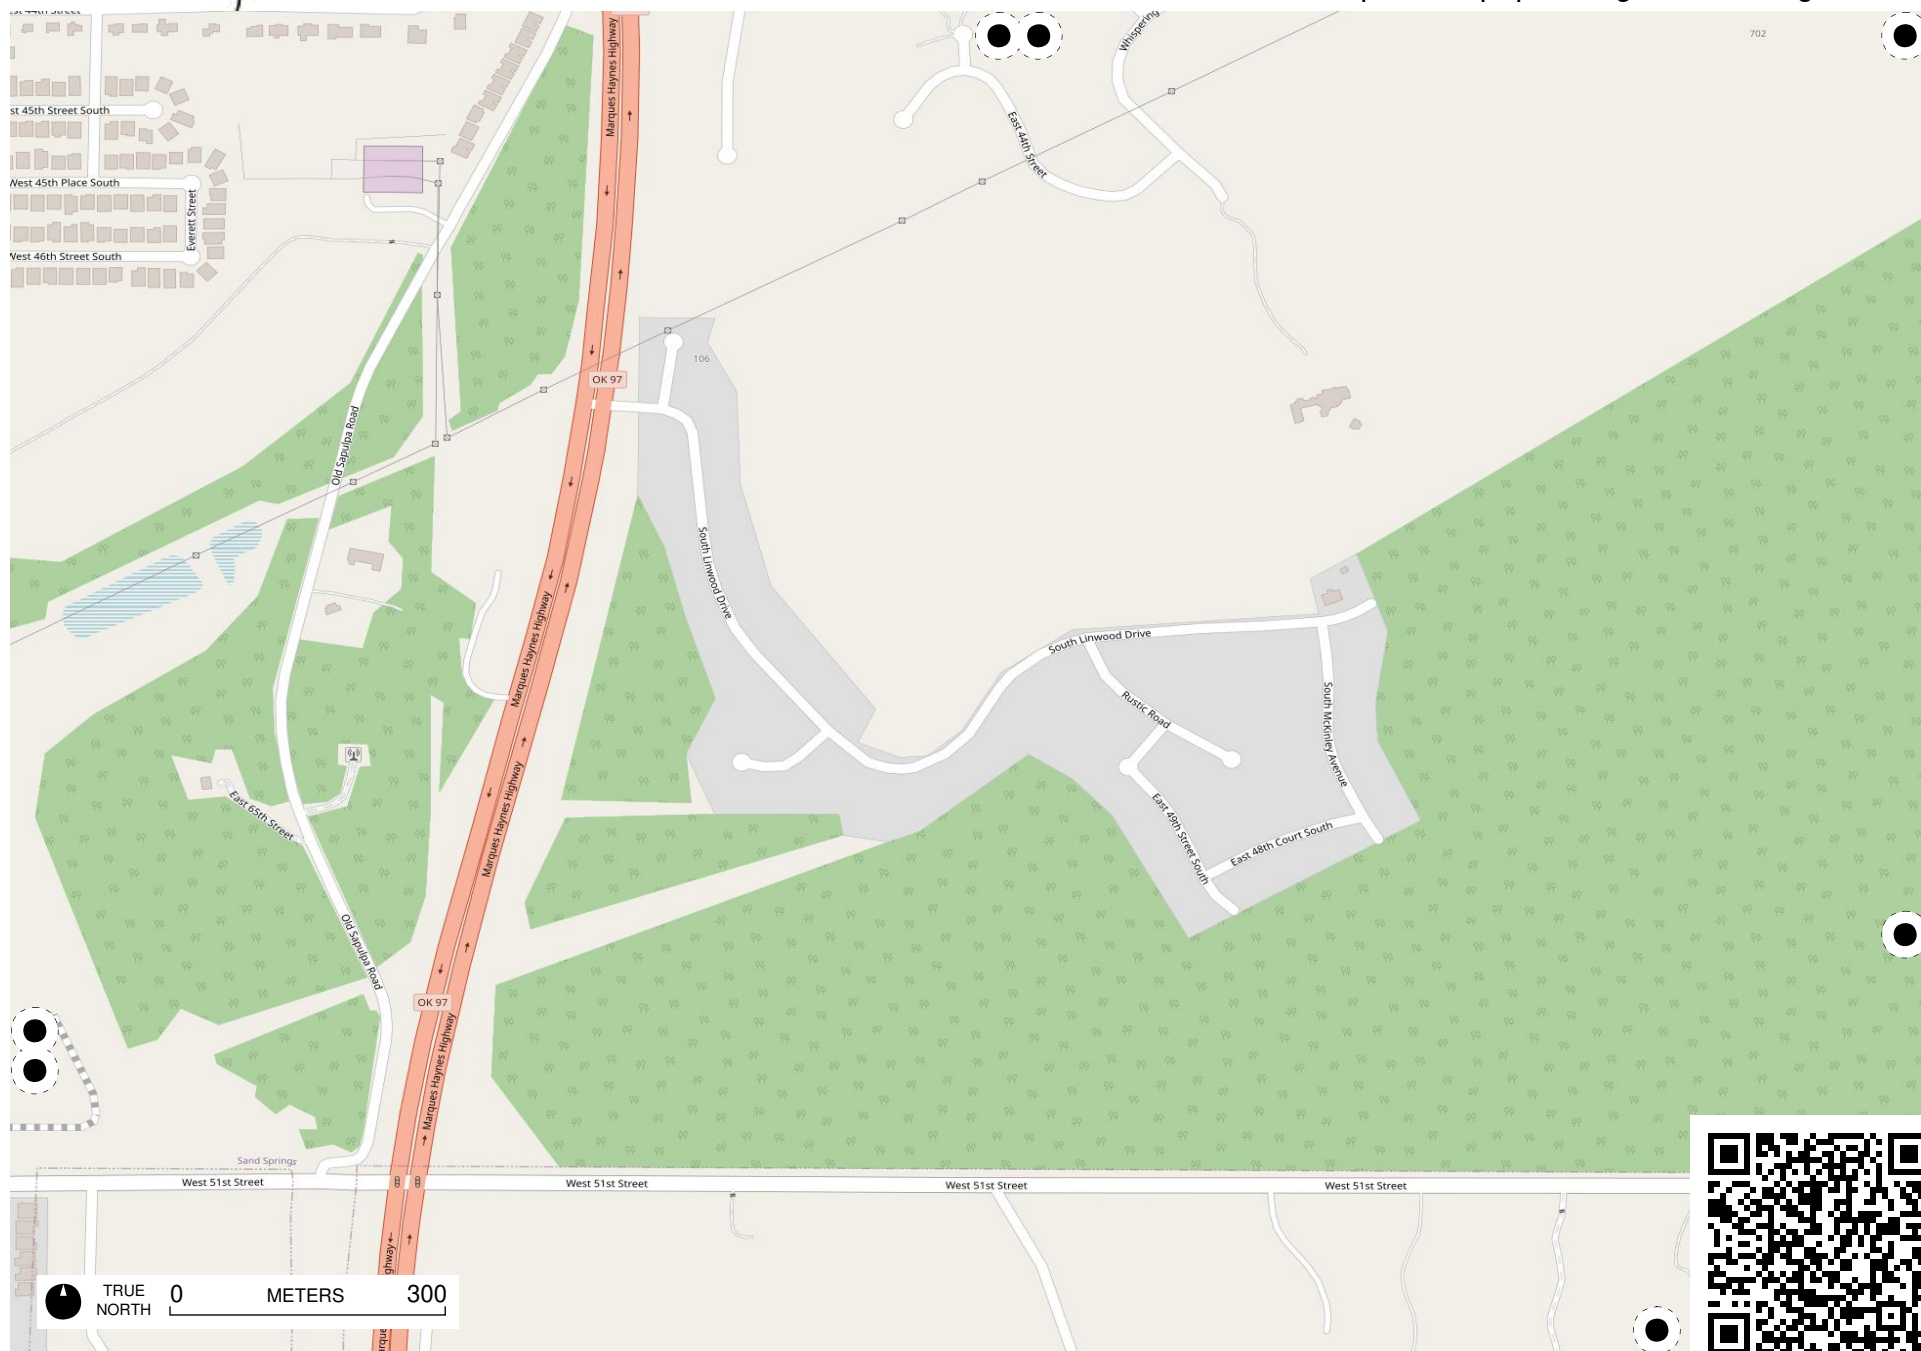 702
Whispering
Marques Haynes Highway
st 45th Street South
East 44th Street
West 45th Place South
Everett Street
West 46th Street South
106
OK 97
Old Sapulpa Road
South Linwood Drive
Marques Haynes Highway
South Linwood Drive
Rustic Road
South McKinley Avenue
East 65th Street
Marques Haynes Highway
East 49th Street South
East 48th Court South
Old Sapulpa Road
OK 97
Marques Haynes Highway
Sand Springs
West 51st Street
West 51st Street
West 51st Street
West 51st Street
ghway
TRUE
NORTH
0 METERS 300
arque